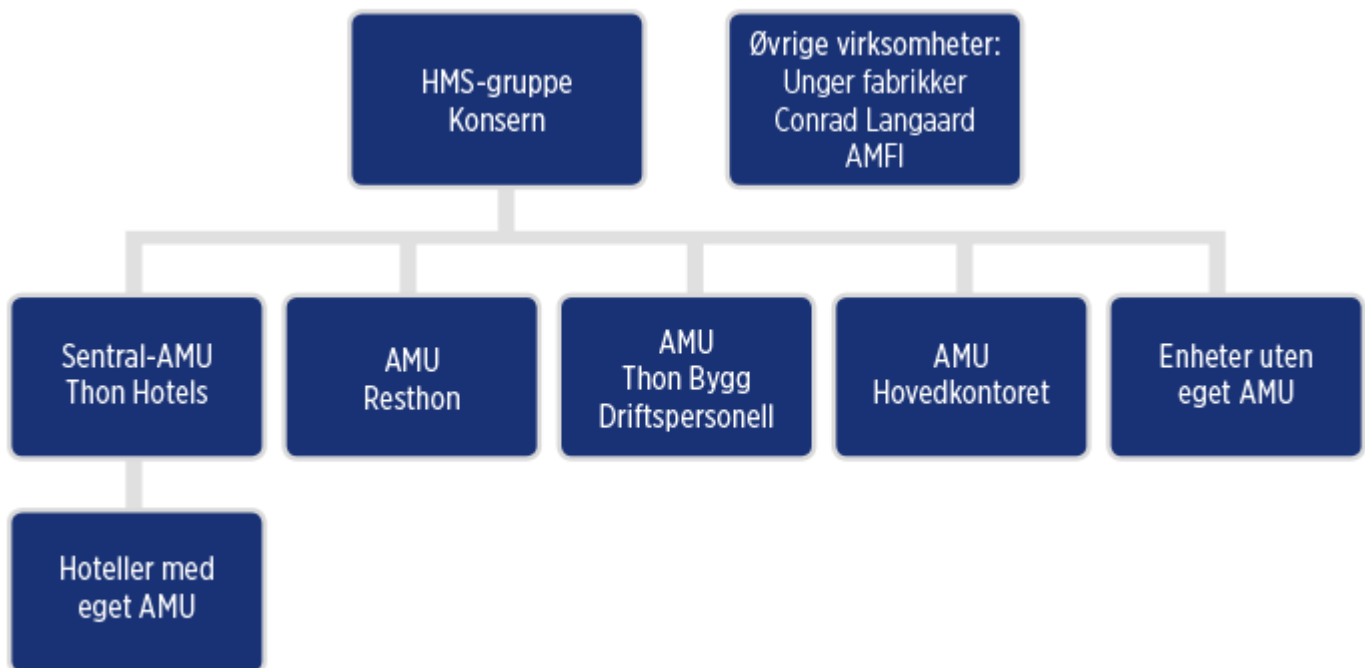 HMS-gruppe
Konsern
Øvrige virksomheter:
Unger fabrikker
Conrad Langaard
AMFI
Sentral-AMU
Thon Hotels
AMU
Resthon
AMU
Thon Bygg
Driftspersonell
AMU
Hovedkontoret
Enheter uten
eget AMU
Hoteller med
eget AMU